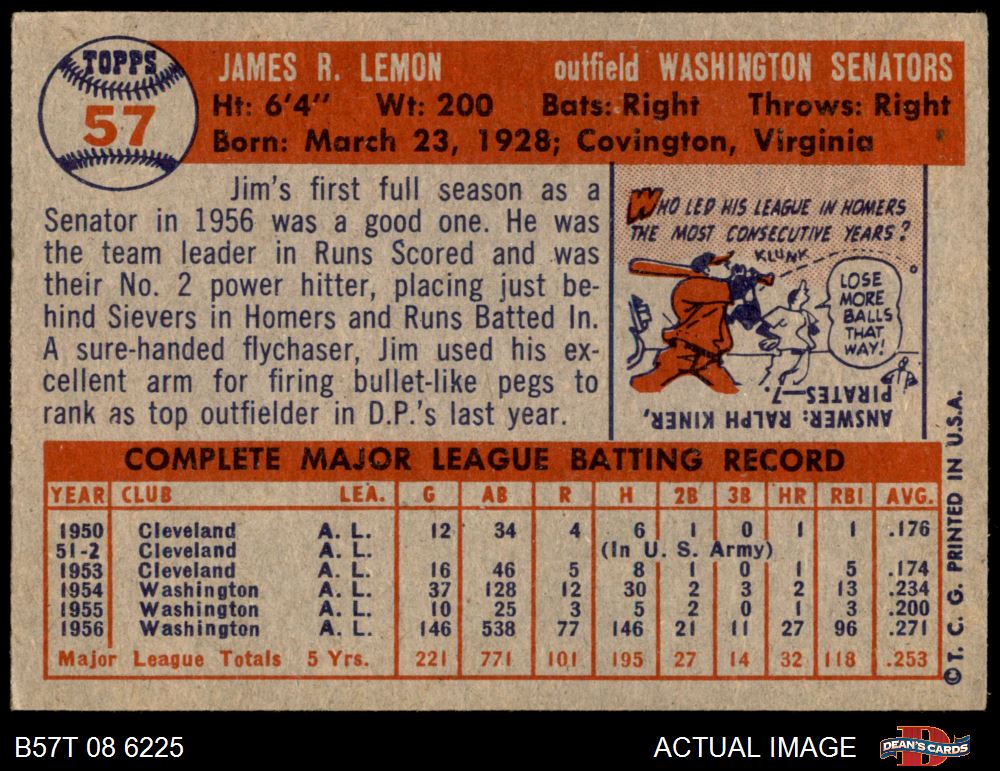 TOPPS
57
JAMES R. LEMON outfield WASHINGTON SENATORS
Ht: 6'4" Wt: 200 Bats: Right Throws: Right
Born: March 23, 1928; Covington, Virginia
Jim's first full season as a
Senator in 1956 was a good one. He was
the team leader in Runs Scored and was
their No. 2 power hitter, placing just be-
hind Sievers in Homers and Runs Batted In.
A sure-handed flychaser, Jim used his ex-
cellent arm for firing bullet-like pegs to
rank as top outfielder in D.P.'s last year.
WHO LED HIS LEAGUE IN HOMERS
THE MOST CONSECUTIVE YEARS?
KLUNK
LOSE
MORE
BALLS
THAT
WAY!
ANSWER: RALPH KINER,
PIRATES—7.
COMPLETE MAJOR LEAGUE BATTING RECORD
YEAR CLUB LEA. G AB R H 2B 3B HR RBI AVG.
1950 Cleveland A. L. 12 34 4 6 1 0 1 1 .176
51-2 Cleveland A. L. (In U. S. Army)
1953 Cleveland A. L. 16 46 5 8 1 0 1 5 .174
1954 Washington A. L. 37 128 12 30 2 3 2 13 .234
1955 Washington A. L. 10 25 3 5 2 0 1 3 .200
1956 Washington A. L. 146 538 77 146 21 11 27 96 .271
Major League Totals 5 Yrs. 221 771 101 195 27 14 32 118 .253
© T. C. G. PRINTED IN U.S.A.
B57T 08 6225
ACTUAL IMAGE
DEAN'S CARDS